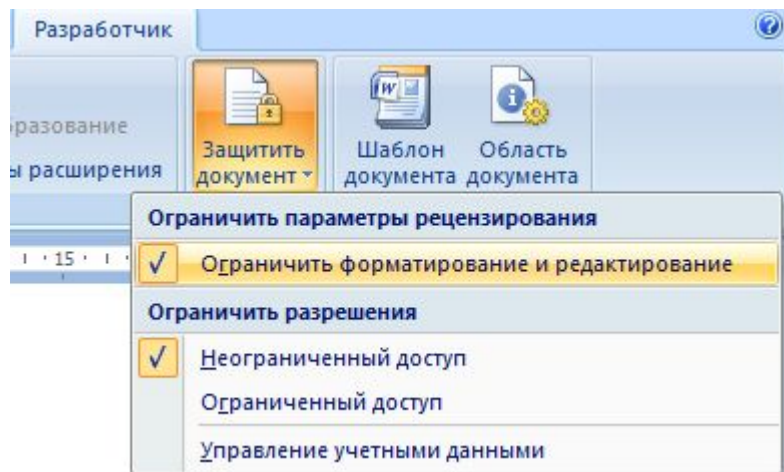 Разработчик
разование
Защитить документ
Шаблон документа
Область документа
ы расширения
Ограничить параметры рецензирования
15
Ограничить форматирование и редактирование
Ограничить разрешения
Неограниченный доступ
Ограниченный доступ
Управление учетными данными